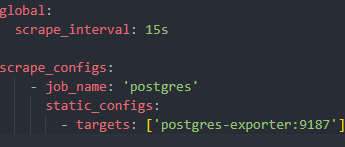 global:
  scrape_interval: 15s

scrape_configs:
    - job_name: 'postgres'
      static_configs:
        - targets: ['postgres-exporter:9187']